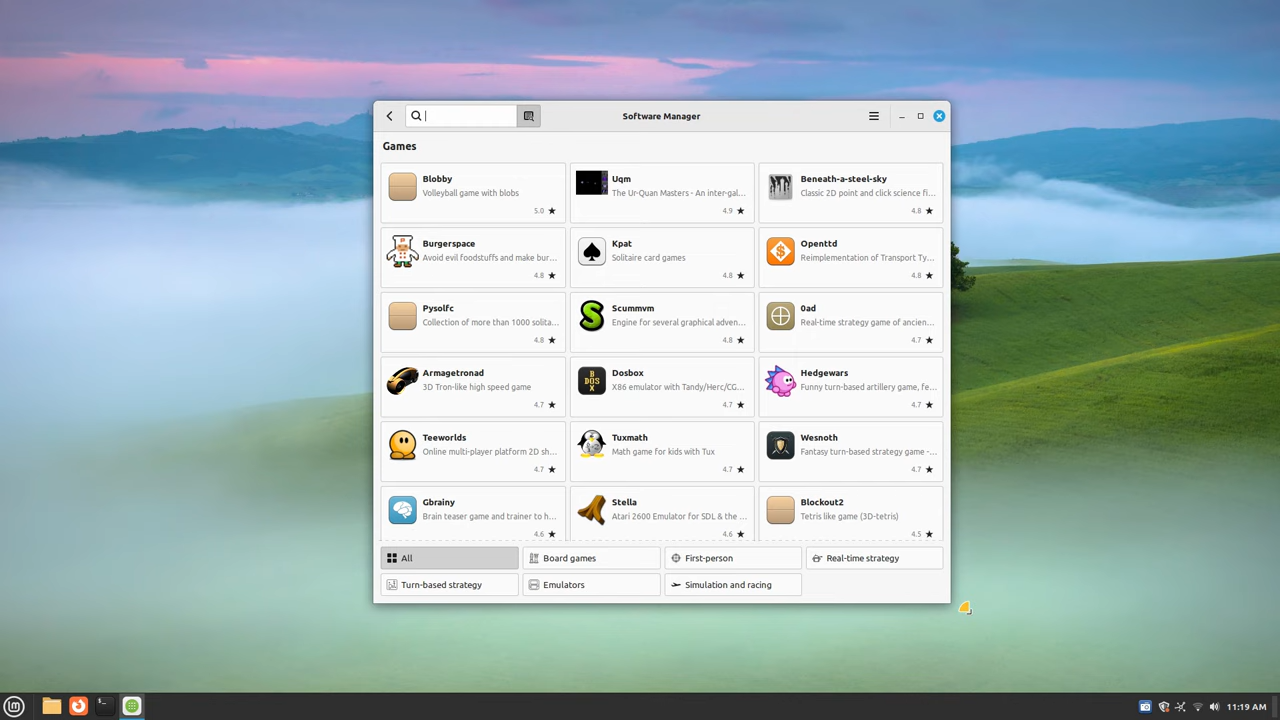 Software Manager
Games
Blobby
Volleyball game with blobs
5.0 ★
Uqm
The Ur-Quan Masters - An inter-gal...
4.9 ★
Beneath-a-steel-sky
Classic 2D point and click science fi...
4.8 ★
Burgerspace
Avoid evil foodstuffs and make bur...
4.8 ★
Kpat
Solitaire card games
4.8 ★
Openttd
Reimplementation of Transport Ty...
4.8 ★
Pysolfc
Collection of more than 1000 solita...
4.8 ★
Scummvm
Engine for several graphical adven...
4.8 ★
0ad
Real-time strategy game of ancien...
4.7 ★
Armagetronad
3D Tron-like high speed game
4.7 ★
Dosbox
X86 emulator with Tandy/Herc/CG...
4.7 ★
Hedgewars
Funny turn-based artillery game, fe...
4.7 ★
Teeworlds
Online multi-player platform 2D sh...
4.7 ★
Tuxmath
Math game for kids with Tux
4.7 ★
Wesnoth
Fantasy turn-based strategy game -...
4.7 ★
Gbrainy
Brain teaser game and trainer to h...
4.6 ★
Stella
Atari 2600 Emulator for SDL & the ...
4.6 ★
Blockout2
Tetris like game (3D-tetris)
4.5 ★
All
Board games
First-person
Real-time strategy
Turn-based strategy
Emulators
Simulation and racing
11:19 AM